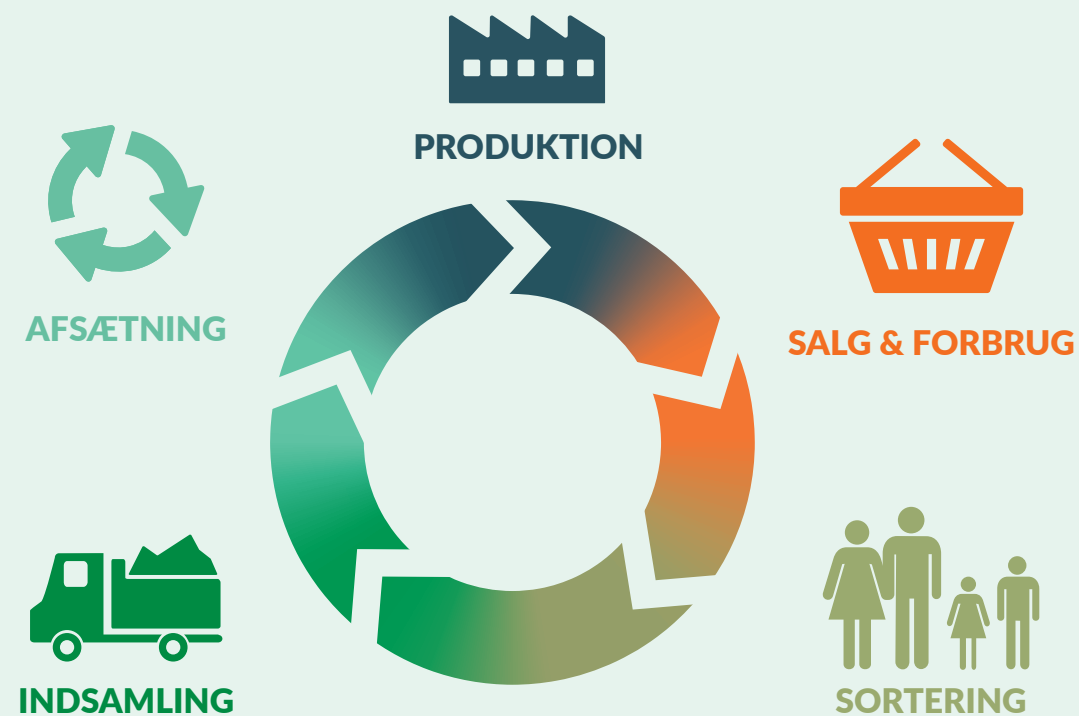 PRODUKTION
SALG & FORBRUG
SORTERING
INDSAMLING
AFSÆTNING